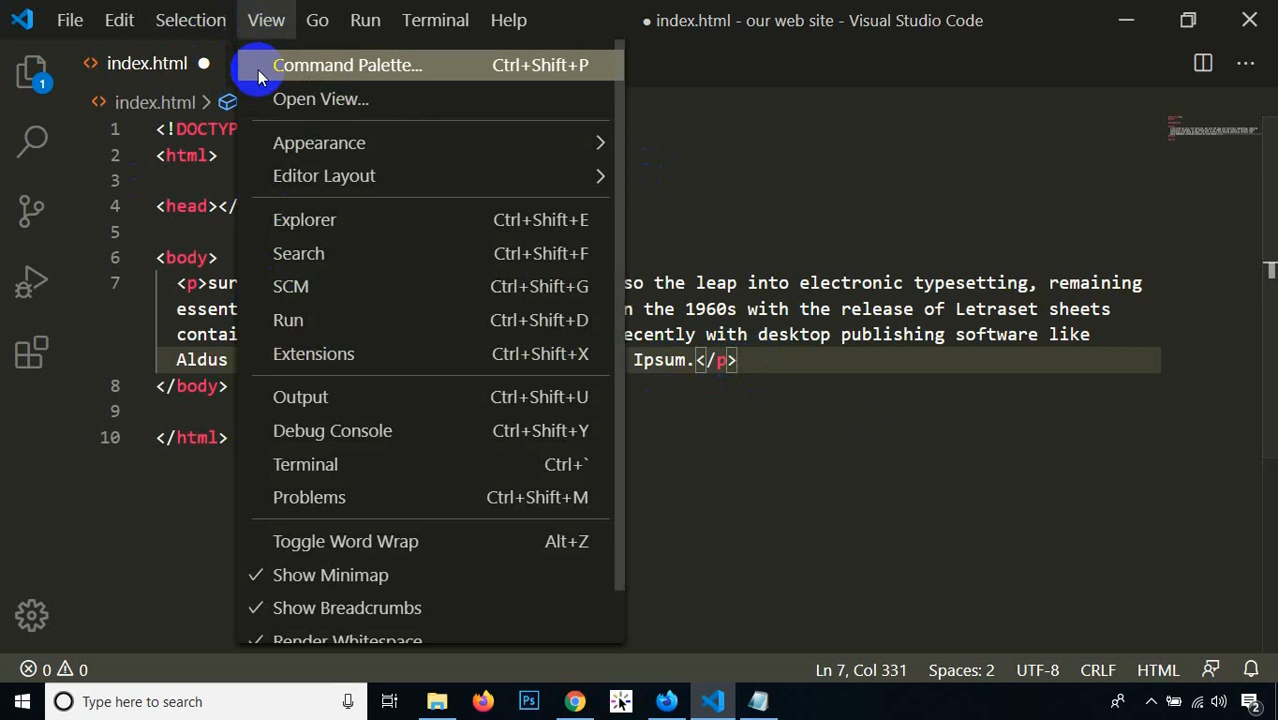 File Edit Selection View Go Run Terminal Help ● index.html - our web site - Visual Studio Code
index.html
Command Palette... Ctrl+Shift+P
Open View...
index.html >
Appearance
Editor Layout
Explorer Ctrl+Shift+E
Search Ctrl+Shift+F
SCM Ctrl+Shift+G
Run Ctrl+Shift+D
Extensions Ctrl+Shift+X
Output Ctrl+Shift+U
Debug Console Ctrl+Shift+Y
Terminal Ctrl+`
Problems Ctrl+Shift+M
Toggle Word Wrap Alt+Z
Show Minimap
Show Breadcrumbs
Render Whitespace
1 <!DOCTYP
2 <html>
3
4 <head></
5
6 <body>
7 <p>sur so the leap into electronic typesetting, remaining
essent n the 1960s with the release of Letraset sheets
contai ecently with desktop publishing software like
Aldus Ipsum.</p>
8 </body>
9
10 </html>
1
0 0 Ln 7, Col 331 Spaces: 2 UTF-8 CRLF HTML
Type here to search Ps 2